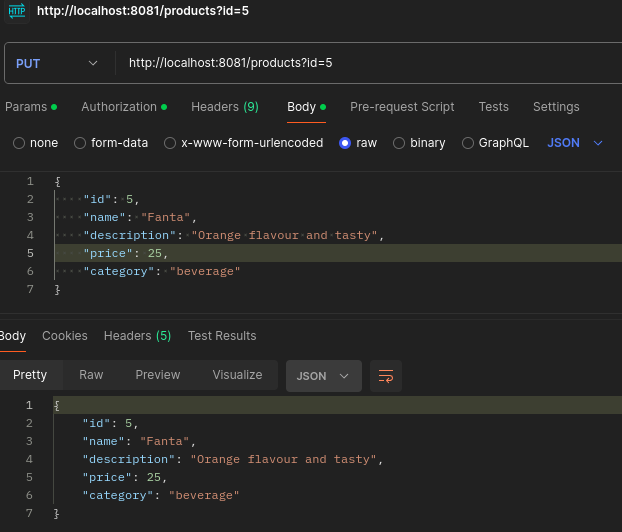 HTTP http://localhost:8081/products?id=5
PUT http://localhost:8081/products?id=5
Params Authorization Headers (9) Body Pre-request Script Tests Settings
none form-data x-www-form-urlencoded raw binary GraphQL JSON
1 {
2 ····"id": 5,
3 ····"name":·"Fanta",
4 ····"description":·"Orange·flavour·and·tasty",
5 ····"price": 25,
6 ····"category":·"beverage"
7 }
Body Cookies Headers (5) Test Results
Pretty Raw Preview Visualize JSON
1 {
2 "id": 5,
3 "name": "Fanta",
4 "description": "Orange flavour and tasty",
5 "price": 25,
6 "category": "beverage"
7 }